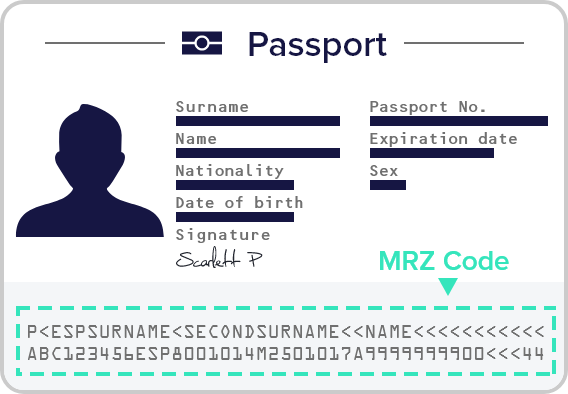 Passport
Surname
Passport No.
Name
Expiration date
Nationality
Sex
Date of birth
Signature
Scarlett P
MRZ Code
P<ESPSURNAME<SECONDSURNAME<<NAME<<<<<<<<<<<
ABC123456ESP8001014M2501017A9999999900<<<44